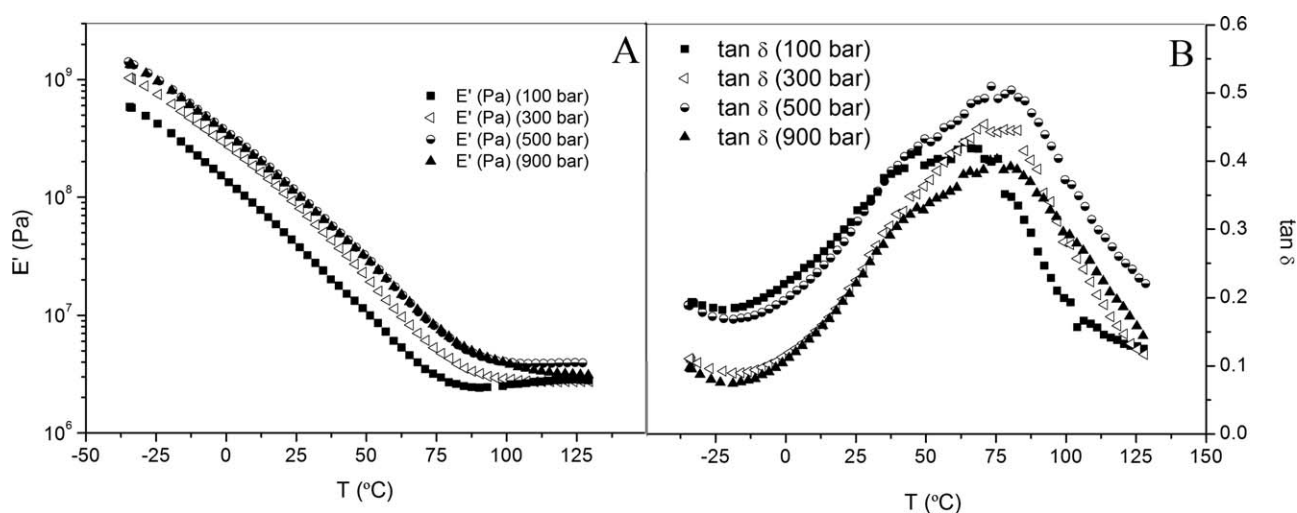 A
E' (Pa) (100 bar)
E' (Pa) (300 bar)
E' (Pa) (500 bar)
E' (Pa) (900 bar)
10⁹
10⁸
10⁷
10⁶
E' (Pa)
-50 -25 0 25 50 75 100 125
T (ºC)
B
tan δ (100 bar)
tan δ (300 bar)
tan δ (500 bar)
tan δ (900 bar)
0.6
0.5
0.4
0.3
0.2
0.1
0.0
tan δ
-25 0 25 50 75 100 125 150
T (ºC)